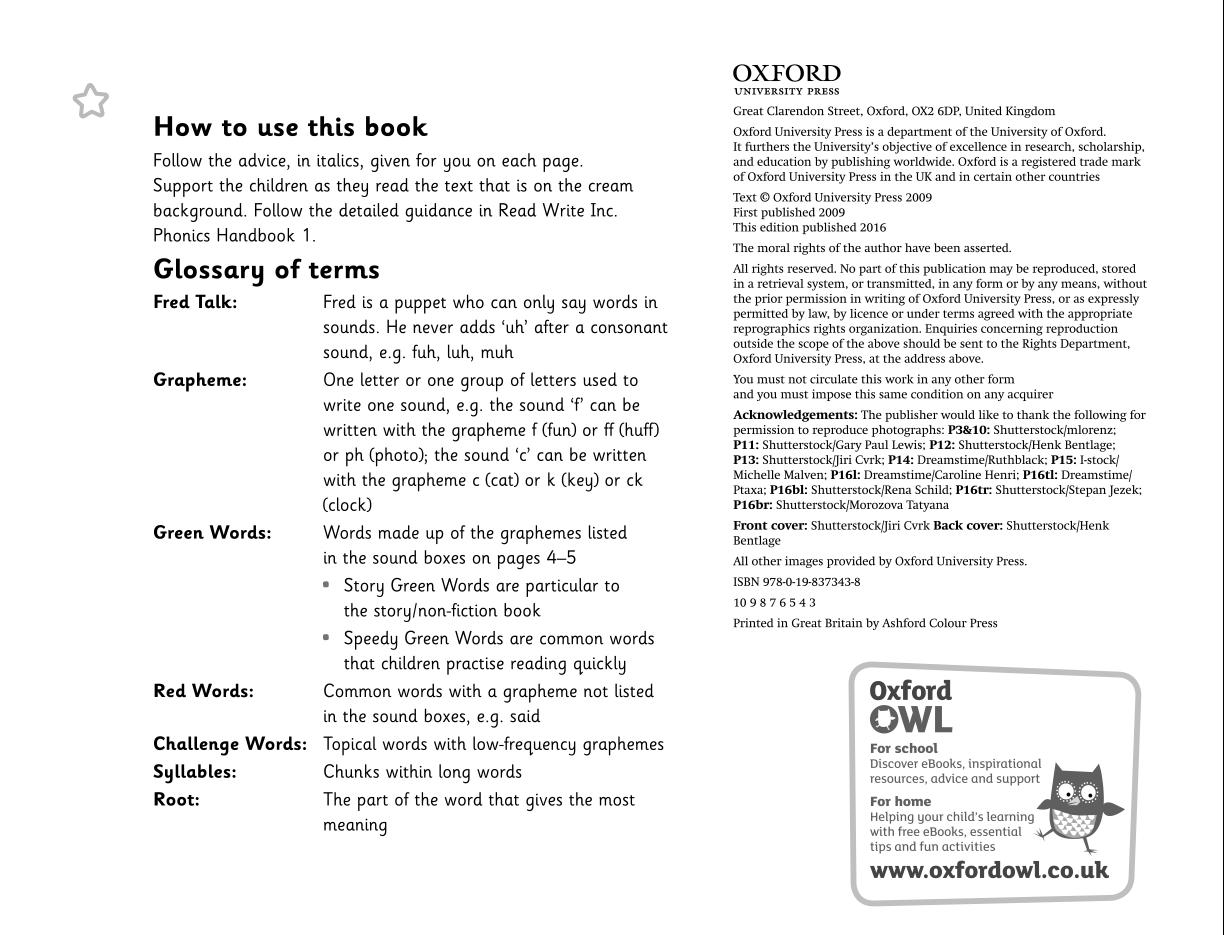 How to use this book
Follow the advice, in italics, given for you on each page.
Support the children as they read the text that is on the cream
background. Follow the detailed guidance in Read Write Inc.
Phonics Handbook 1.
Glossary of terms
Fred Talk: Fred is a puppet who can only say words in
sounds. He never adds ‘uh’ after a consonant
sound, e.g. fuh, luh, muh
Grapheme: One letter or one group of letters used to
write one sound, e.g. the sound ‘f’ can be
written with the grapheme f (fun) or ff (huff)
or ph (photo); the sound ‘c’ can be written
with the grapheme c (cat) or k (key) or ck
(clock)
Green Words: Words made up of the graphemes listed
in the sound boxes on pages 4–5
• Story Green Words are particular to
the story/non-fiction book
• Speedy Green Words are common words
that children practise reading quickly
Red Words: Common words with a grapheme not listed
in the sound boxes, e.g. said
Challenge Words: Topical words with low-frequency graphemes
Syllables: Chunks within long words
Root: The part of the word that gives the most
meaning
OXFORD
UNIVERSITY PRESS
Great Clarendon Street, Oxford, OX2 6DP, United Kingdom
Oxford University Press is a department of the University of Oxford.
It furthers the University’s objective of excellence in research, scholarship,
and education by publishing worldwide. Oxford is a registered trade mark
of Oxford University Press in the UK and in certain other countries
Text © Oxford University Press 2009
First published 2009
This edition published 2016
The moral rights of the author have been asserted.
All rights reserved. No part of this publication may be reproduced, stored
in a retrieval system, or transmitted, in any form or by any means, without
the prior permission in writing of Oxford University Press, or as expressly
permitted by law, by licence or under terms agreed with the appropriate
reprographics rights organization. Enquiries concerning reproduction
outside the scope of the above should be sent to the Rights Department,
Oxford University Press, at the address above.
You must not circulate this work in any other form
and you must impose this same condition on any acquirer
Acknowledgements: The publisher would like to thank the following for
permission to reproduce photographs: P3&10: Shutterstock/mlorenz;
P11: Shutterstock/Gary Paul Lewis; P12: Shutterstock/Henk Bentlage;
P13: Shutterstock/Jiri Cvrk; P14: Dreamstime/Ruthblack; P15: I-stock/
Michelle Malven; P16l: Dreamstime/Caroline Henri; P16tl: Dreamstime/
Ptaxa; P16bl: Shutterstock/Rena Schild; P16tr: Shutterstock/Stepan Jezek;
P16br: Shutterstock/Morozova Tatyana
Front cover: Shutterstock/Jiri Cvrk Back cover: Shutterstock/Henk
Bentlage
All other images provided by Oxford University Press.
ISBN 978-0-19-837343-8
10 9 8 7 6 5 4 3
Printed in Great Britain by Ashford Colour Press
Oxford
OWL
For school
Discover eBooks, inspirational
resources, advice and support
For home
Helping your child’s learning
with free eBooks, essential
tips and fun activities
www.oxfordowl.co.uk